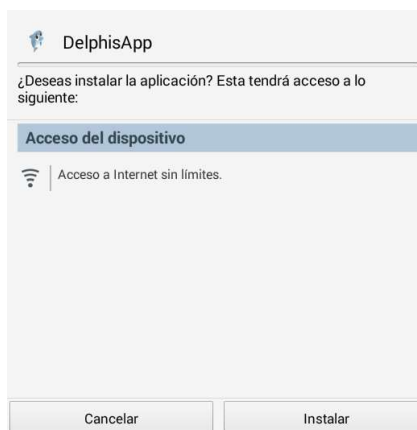 DelphisApp
¿Deseas instalar la aplicación? Esta tendrá acceso a lo
siguiente:
Acceso del dispositivo
Acceso a Internet sin límites.
Cancelar
Instalar